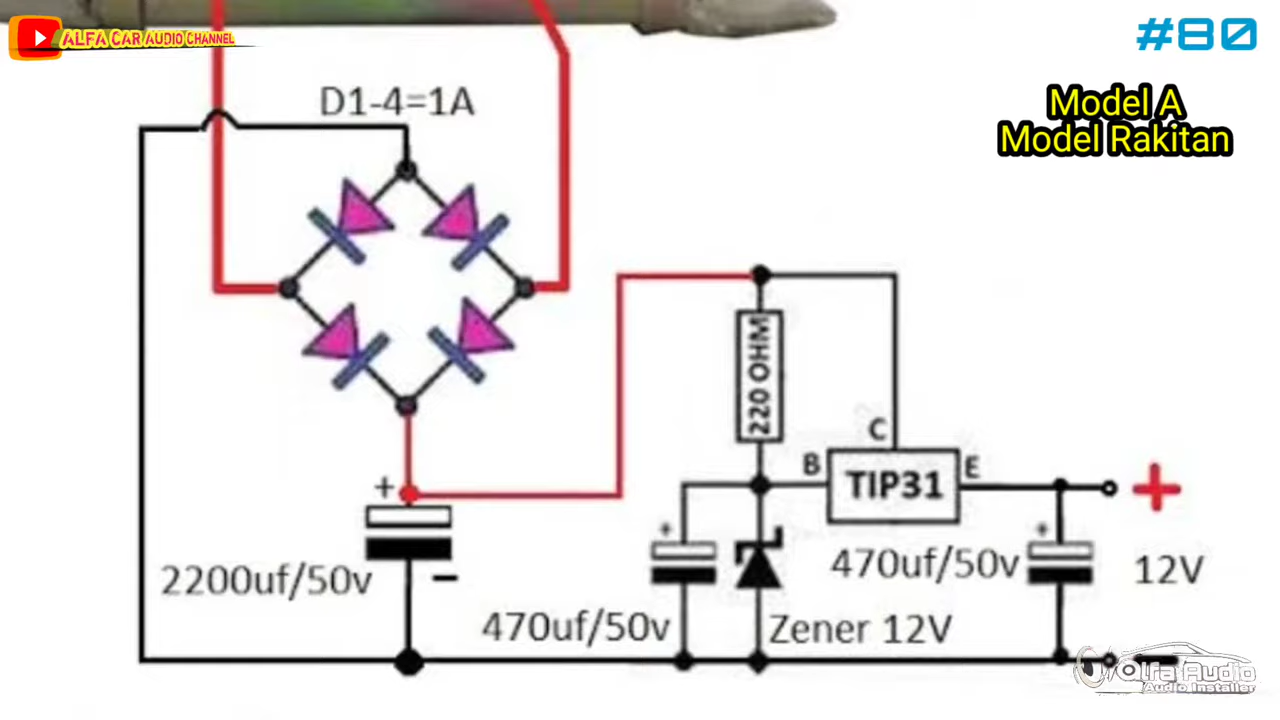 ALFA CAR AUDIO CHANNEL
#80
Model A
Model Rakitan
D1-4=1A
220 OHM
C
B
TIP31
E
+
+
+
+
2200uf/50v
−
470uf/50v
Zener 12V
470uf/50v
12V
−
alfa Audio
Audio Installer